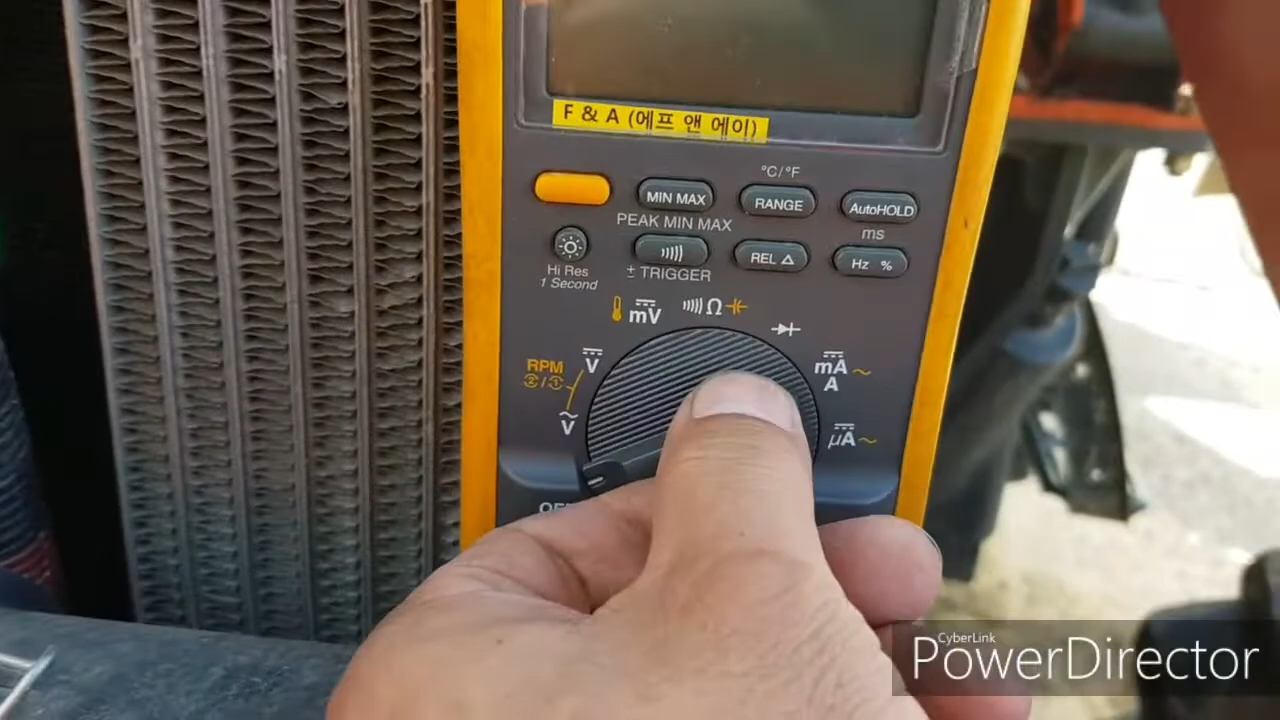 F & A (에프 앤 에이)
°C/°F
MIN MAX
RANGE
AutoHOLD
PEAK MIN MAX
ms
REL Δ
Hz %
Hi Res
± TRIGGER
1 Second
mV
Ω
RPM
V
mA
A
V
µA
CyberLink
PowerDirector